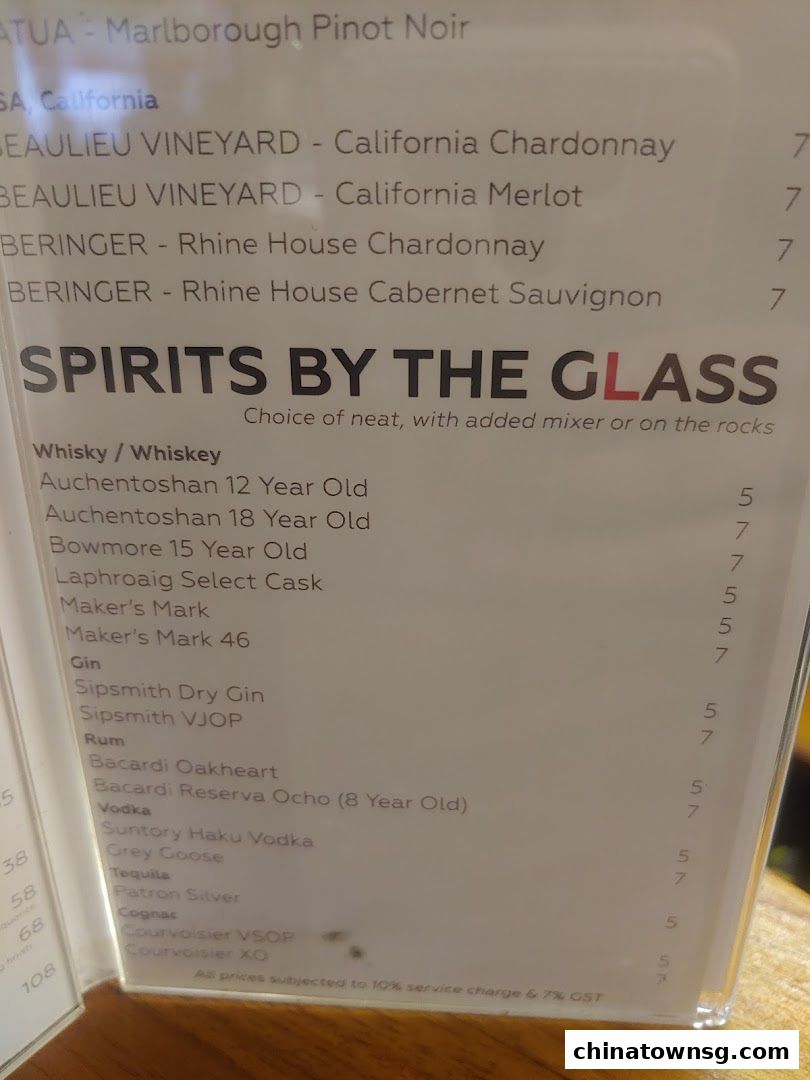 ATUA - Marlborough Pinot Noir
SA, California
BEAULIEU VINEYARD - California Chardonnay 7
BEAULIEU VINEYARD - California Merlot 7
BERINGER - Rhine House Chardonnay 7
BERINGER - Rhine House Cabernet Sauvignon 7
SPIRITS BY THE GLASS
Choice of neat, with added mixer or on the rocks
Whisky / Whiskey
Auchentoshan 12 Year Old 5
Auchentoshan 18 Year Old 7
Bowmore 15 Year Old 7
Laphroaig Select Cask 5
Maker's Mark 5
Maker's Mark 46 7
Gin
Sipsmith Dry Gin 5
Sipsmith VJOP 7
Rum
Bacardi Oakheart 5
Bacardi Reserva Ocho (8 Year Old) 7
Vodka
Suntory Haku Vodka 5
Grey Goose 7
Tequila
Patron Silver 5
Cognac
Courvoisier VSOP 5
Courvoisier XO 7
All prices subjected to 10% service charge & 7% GST
5
38
58
68
108
chinatownsg.com